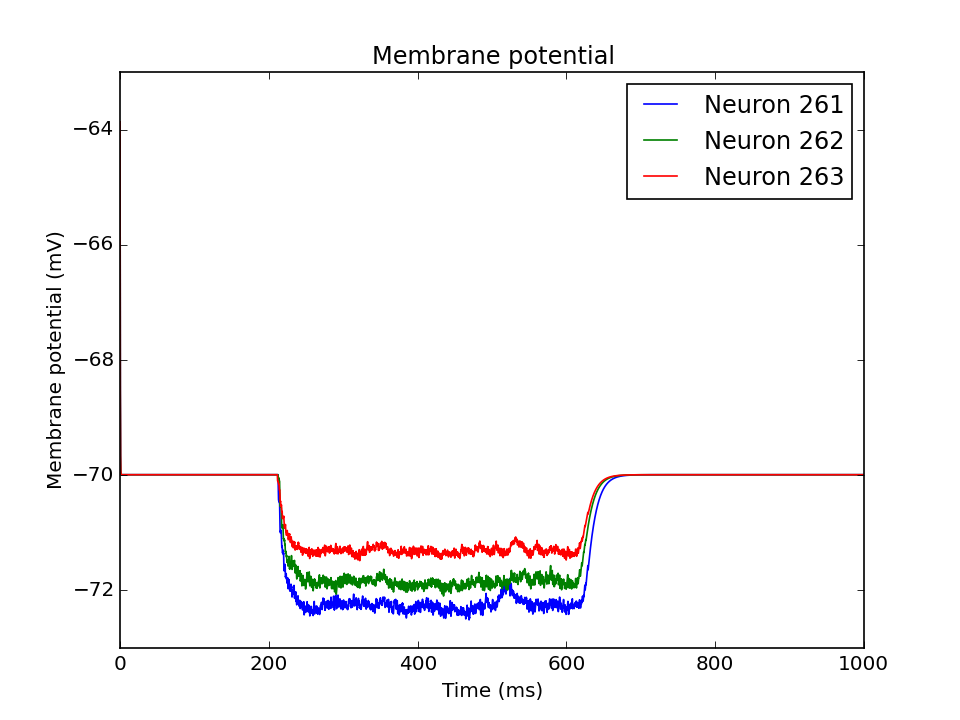 Membrane potential
Neuron 261
Neuron 262
Neuron 263
−64
−66
−68
−70
−72
Membrane potential (mV)
0 200 400 600 800 1000
Time (ms)